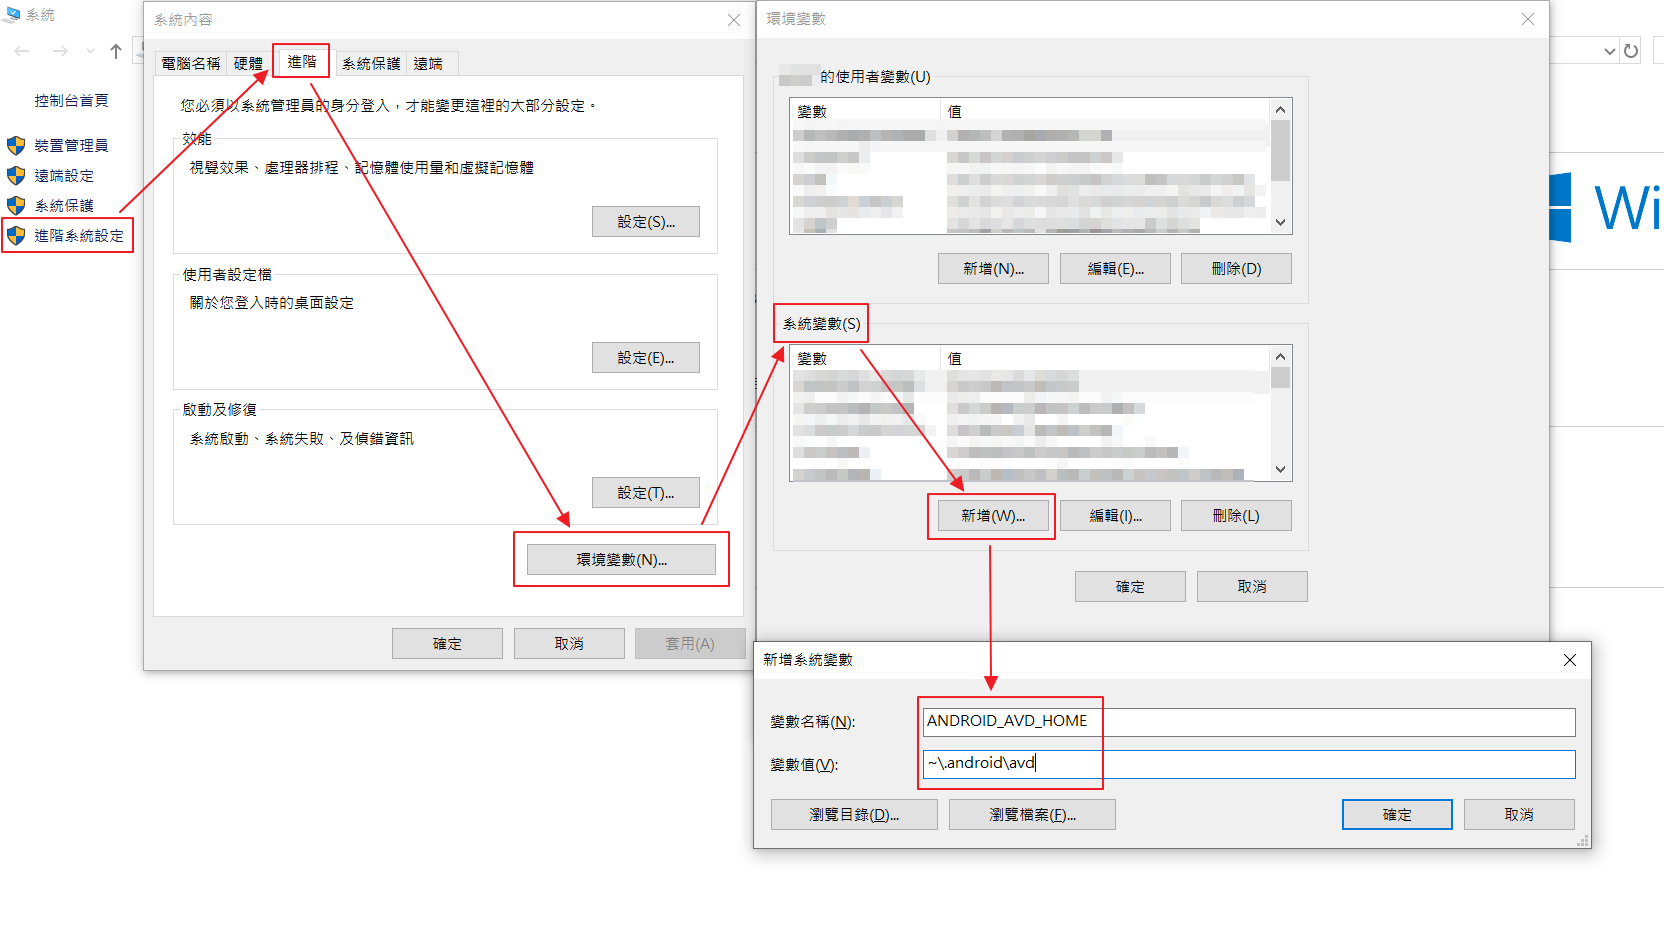 系統
控制台首頁
裝置管理員
遠端設定
系統保護
進階系統設定
系統內容
電腦名稱 硬體 進階 系統保護 遠端
您必須以系統管理員的身分登入，才能變更這裡的大部分設定。
效能
視覺效果、處理器排程、記憶體使用量和虛擬記憶體
設定(S)...
使用者設定檔
關於您登入時的桌面設定
設定(E)...
啟動及修復
系統啟動、系統失敗、及偵錯資訊
設定(T)...
環境變數(N)...
確定 取消 套用(A)
環境變數
的使用者變數(U)
變數 值
新增(N)... 編輯(E)... 刪除(D)
系統變數(S)
變數 值
新增(W)... 編輯(I)... 刪除(L)
確定 取消
Wi
新增系統變數
變數名稱(N): ANDROID_AVD_HOME
變數值(V): ~\.android\avd
瀏覽目錄(D)... 瀏覽檔案(F)... 確定 取消